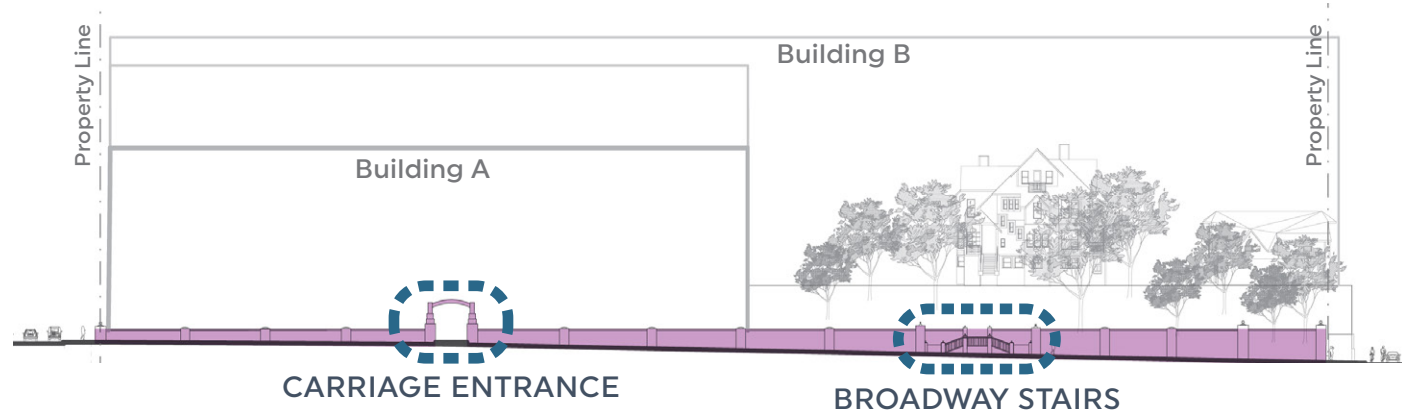 Property Line
Building B
Property Line
Building A
CARRIAGE ENTRANCE
BROADWAY STAIRS